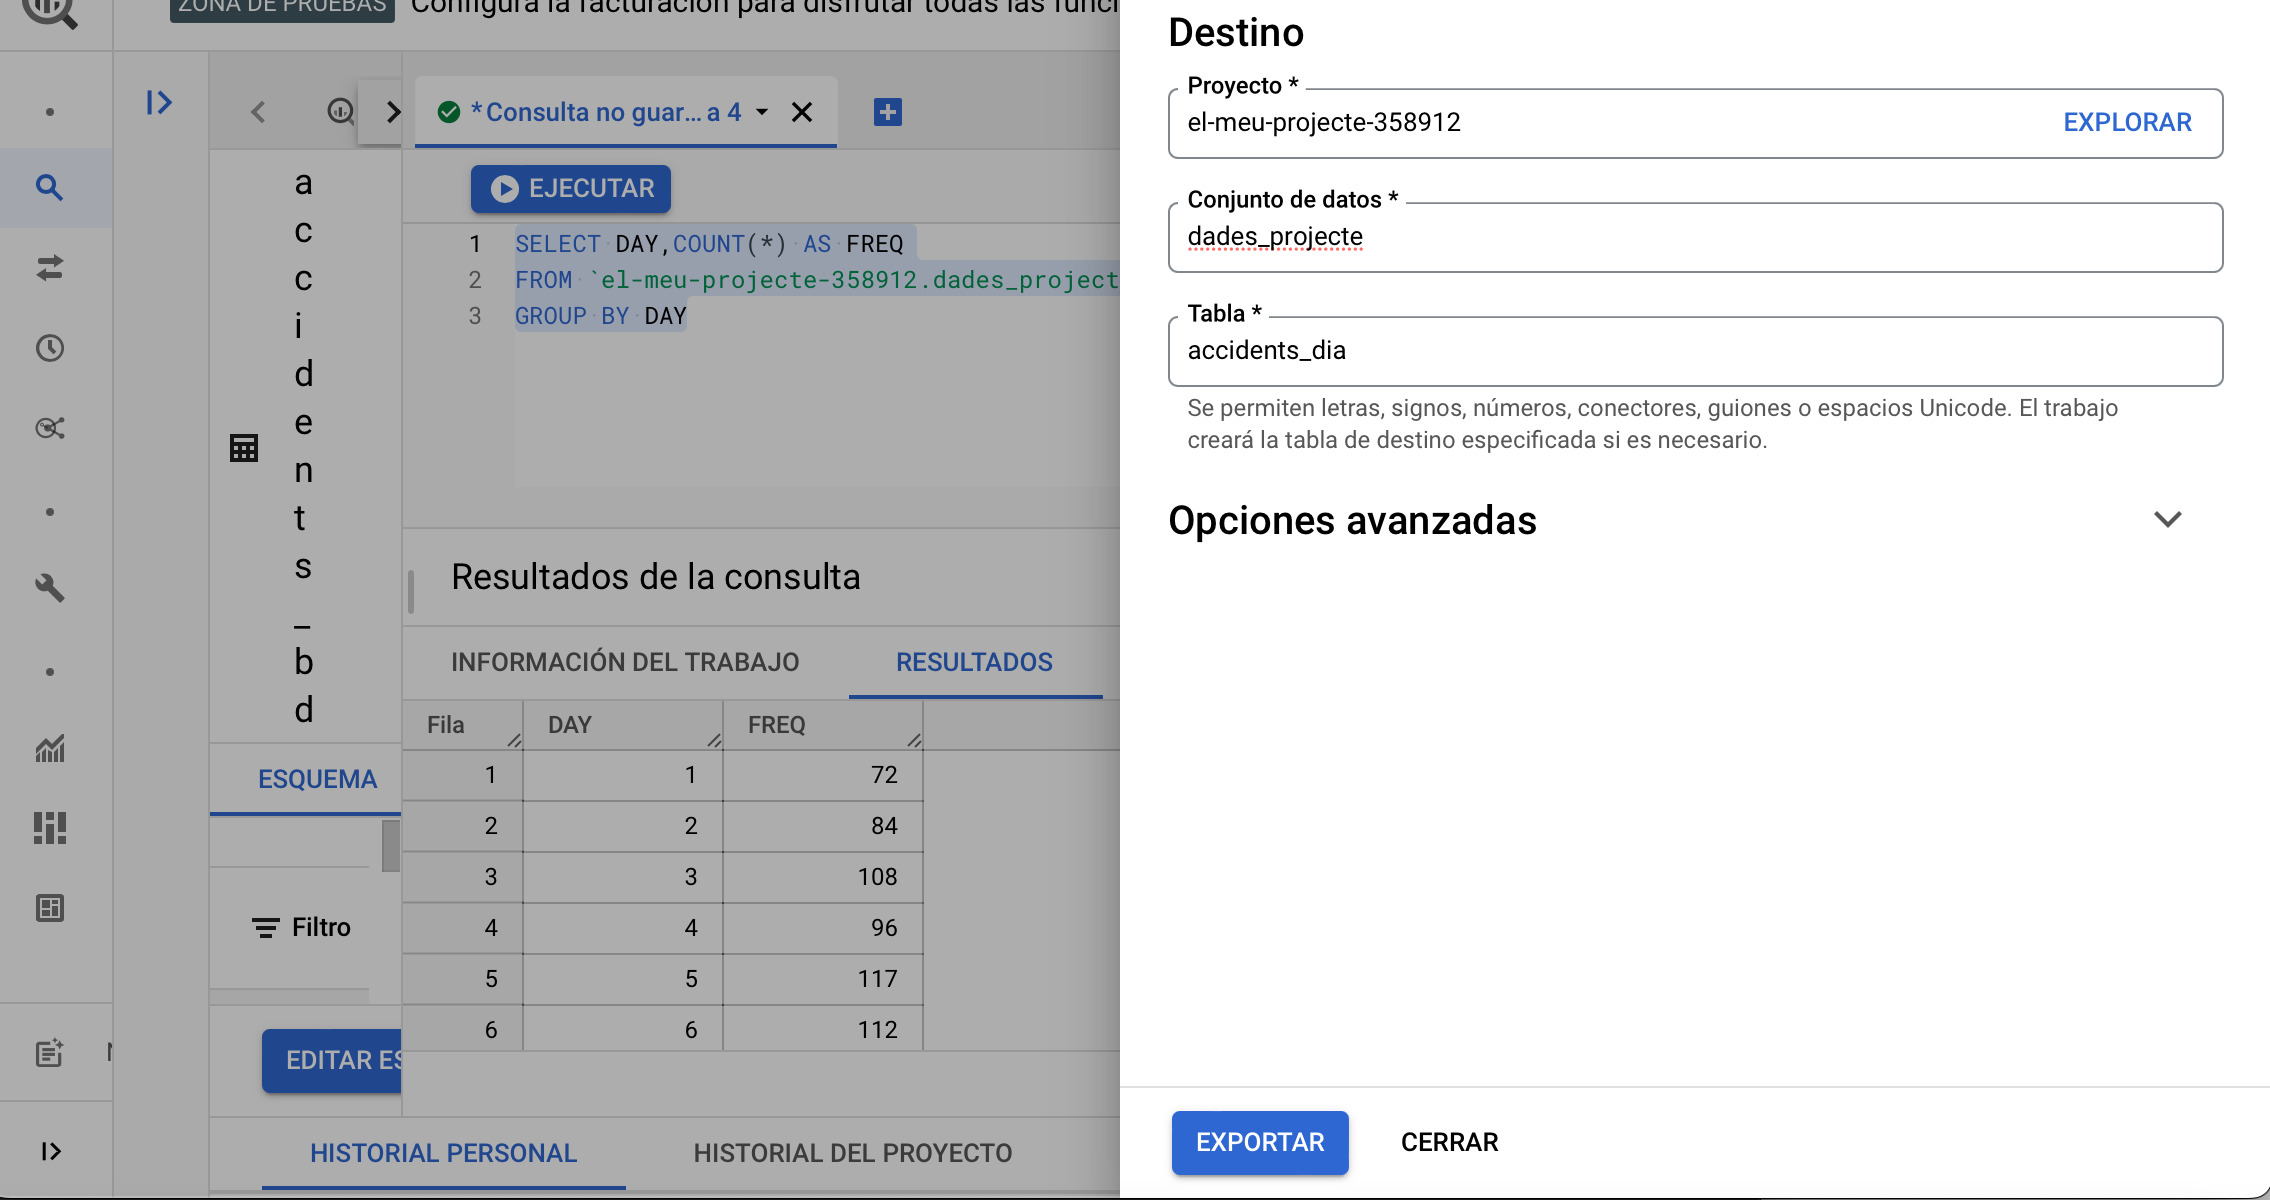 ZONA DE PRUEBAS
Configura la facturación para disfrutar todas las funci
*Consulta no guar... a 4
EJECUTAR
1 SELECT DAY,COUNT(*) AS FREQ
2 FROM `el-meu-projecte-358912.dades_project
3 GROUP BY DAY
a
c
c
i
d
e
n
t
s
_
b
d
ESQUEMA
Filtro
EDITAR ES
Resultados de la consulta
INFORMACIÓN DEL TRABAJO RESULTADOS
Fila DAY FREQ
1 1 72
2 2 84
3 3 108
4 4 96
5 5 117
6 6 112
HISTORIAL PERSONAL HISTORIAL DEL PROYECTO
Destino
Proyecto *
el-meu-projecte-358912 EXPLORAR
Conjunto de datos *
dades_projecte
Tabla *
accidents_dia
Se permiten letras, signos, números, conectores, guiones o espacios Unicode. El trabajo
creará la tabla de destino especificada si es necesario.
Opciones avanzadas
EXPORTAR CERRAR